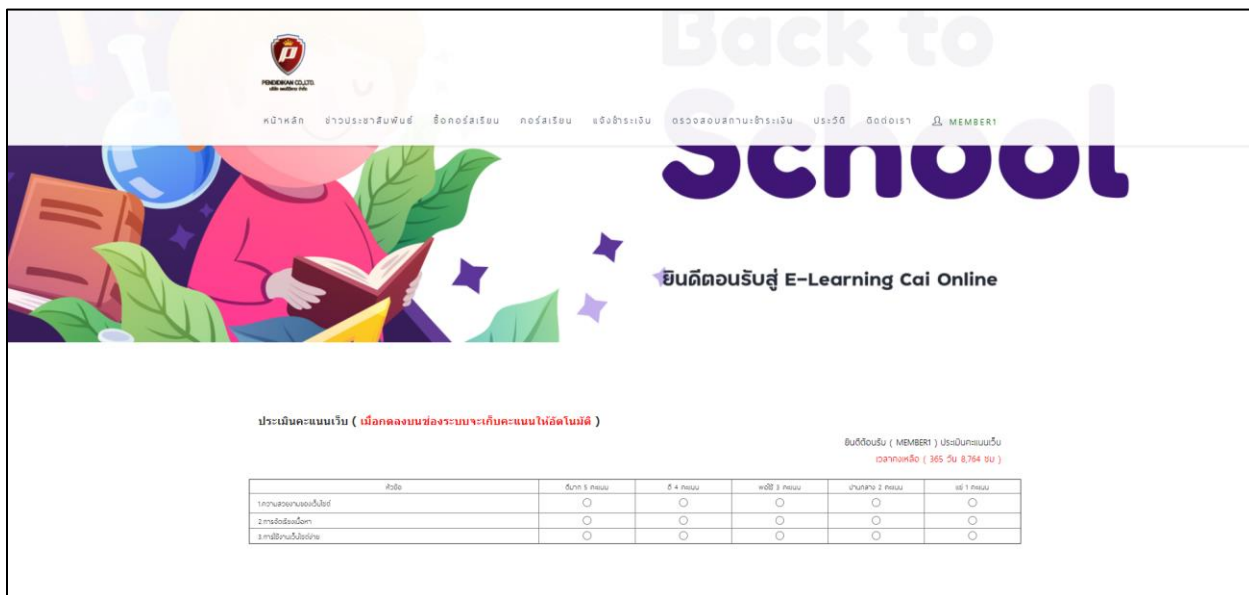 Back to
School
PENDIDIKAN CO.,LTD.
หน้าหลัก ข่าวประชาสัมพันธ์ ซื้อคอร์สเรียน คอร์สเรียน แจ้งชำระเงิน ตรวจสอบสถานะชำระเงิน ประวัติ ติดต่อเรา MEMBER1
ยินดีตอนรับสู่ E-Learning Cai Online
ประเมินคะแนนเว็บ ( เมื่อกดลงบนช่องระบบจะเก็บคะแนนให้อัตโนมัติ )
ยินดีต้อนรับ ( MEMBER1 ) ประเมินคะแนนเว็บ
เวลาคงเหลือ ( 365 วัน 8,764 ชม )
หัวข้อ ดีมาก 5 คะแนน ดี 4 คะแนน พอใช้ 3 คะแนน ปานกลาง 2 คะแนน แย่ 1 คะแนน
1.ความสวยงามของเว็บไซต์
2.การจัดเรียงเนื้อหา
3.การใช้งานเว็บไซต์ง่าย